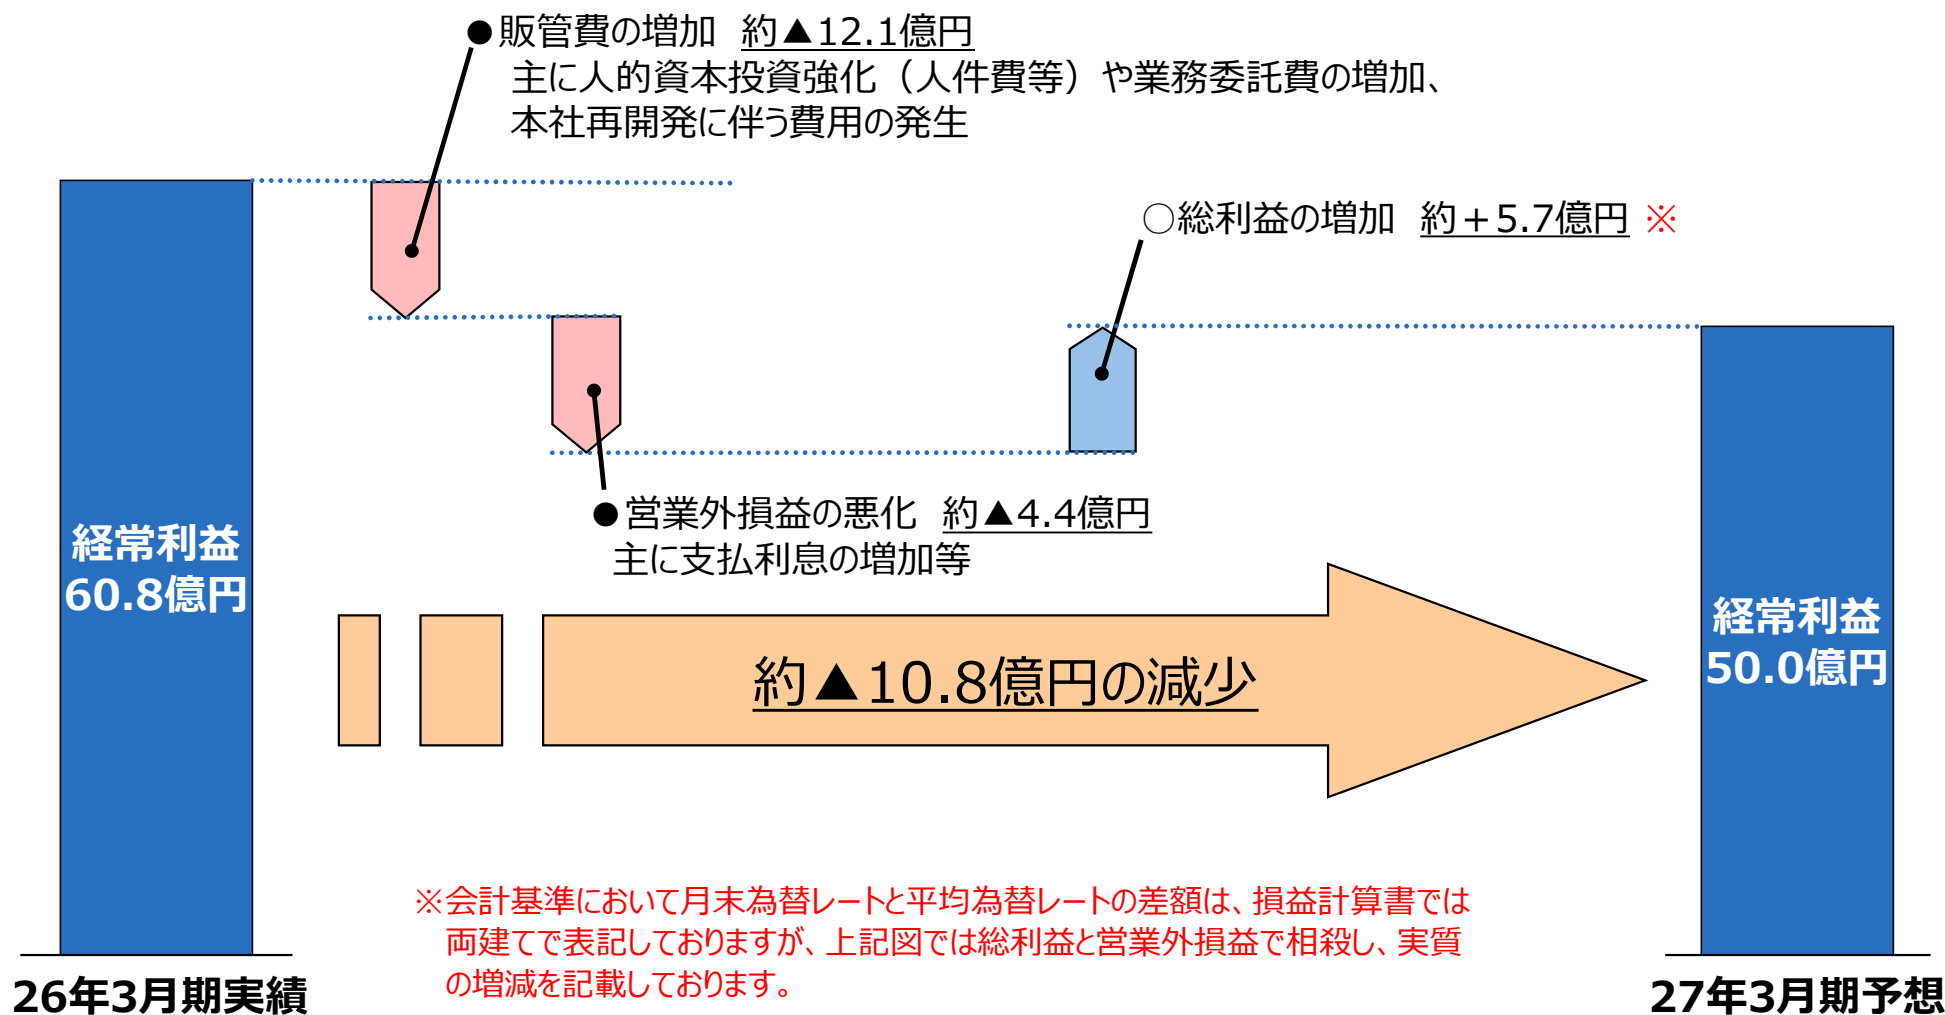 ●販管費の増加 約▲12.1億円
主に人的資本投資強化（人件費等）や業務委託費の増加、
本社再開発に伴う費用の発生
○総利益の増加 約＋5.7億円 ※
●営業外損益の悪化 約▲4.4億円
主に支払利息の増加等
経常利益
60.8億円
約▲10.8億円の減少
経常利益
50.0億円
※会計基準において月末為替レートと平均為替レートの差額は、損益計算書では
両建てで表記しておりますが、上記図では総利益と営業外損益で相殺し、実質
の増減を記載しております。
26年3月期実績
27年3月期予想